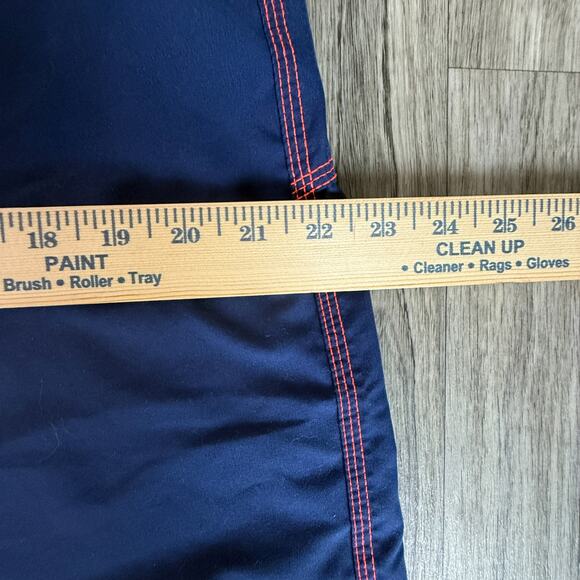 18 19 20 21 22 23 24 25 26
PAINT
Brush • Roller • Tray
CLEAN UP
• Cleaner • Rags • Gloves